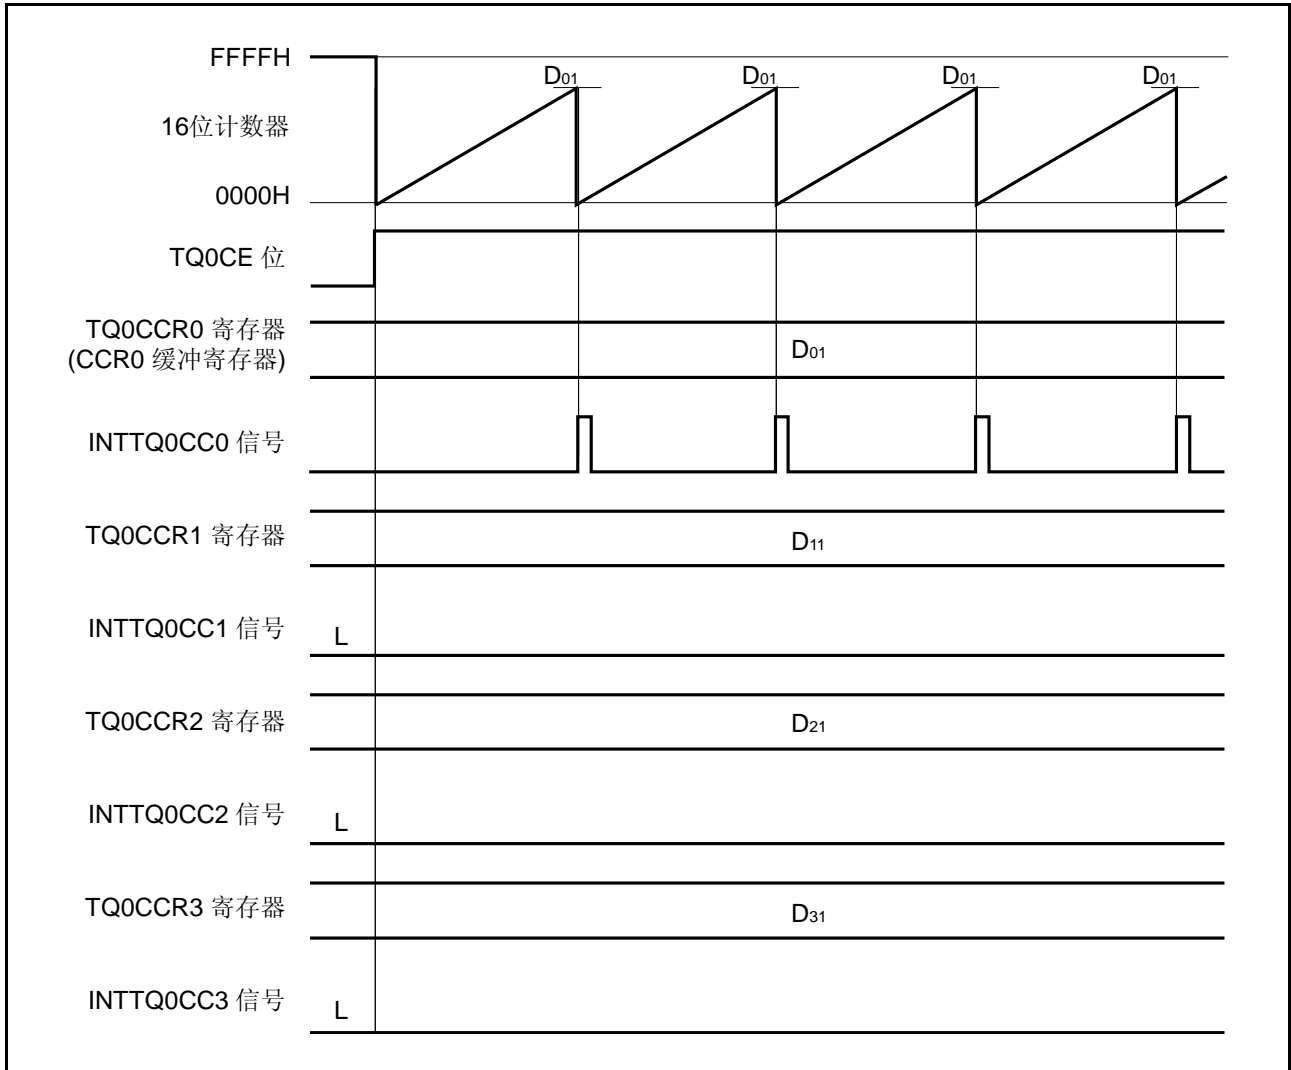 FFFFH
D01 D01 D01 D01
16位计数器
0000H
TQ0CE 位
TQ0CCR0 寄存器
(CCR0 缓冲寄存器)
D01
INTTQ0CC0 信号
TQ0CCR1 寄存器
D11
INTTQ0CC1 信号
L
TQ0CCR2 寄存器
D21
INTTQ0CC2 信号
L
TQ0CCR3 寄存器
D31
INTTQ0CC3 信号
L